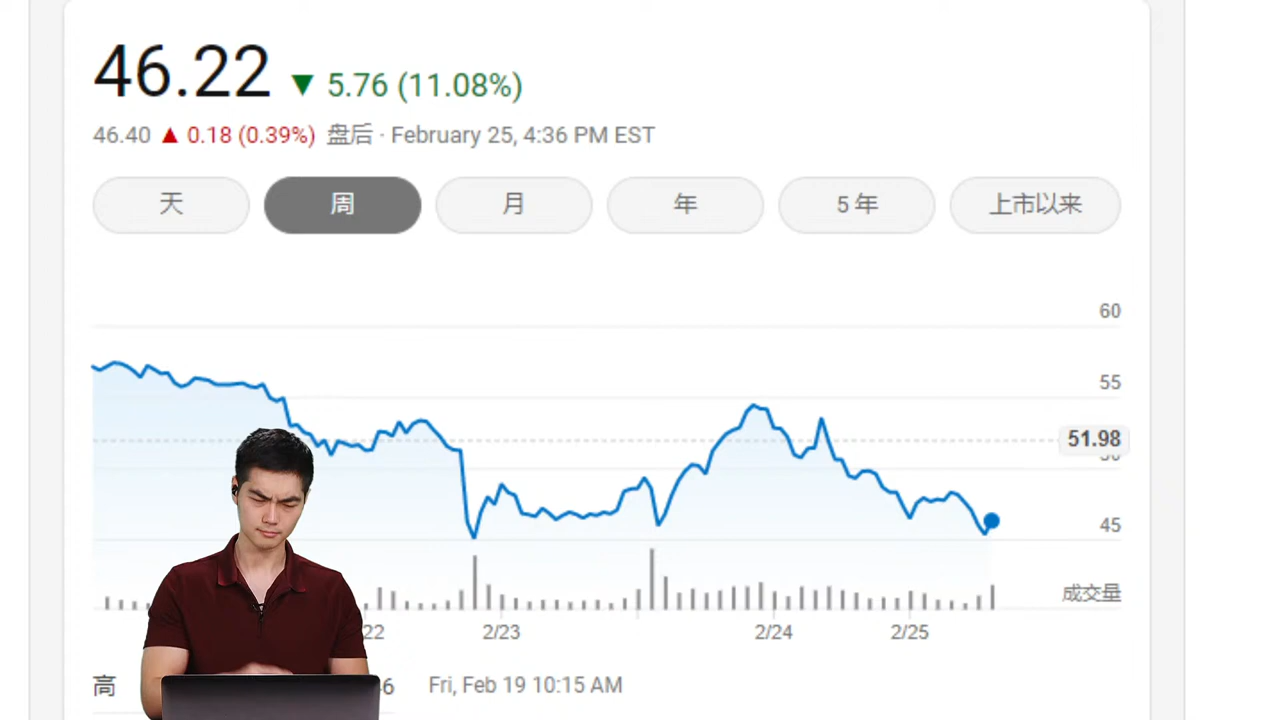 46.22 ▼ 5.76 (11.08%)
46.40 ▲ 0.18 (0.39%) 盘后 · February 25, 4:36 PM EST
天 周 月 年 5 年 上市以来
60
55
51.98
45
成交量
22 2/23 2/24 2/25
高 6 Fri, Feb 19 10:15 AM